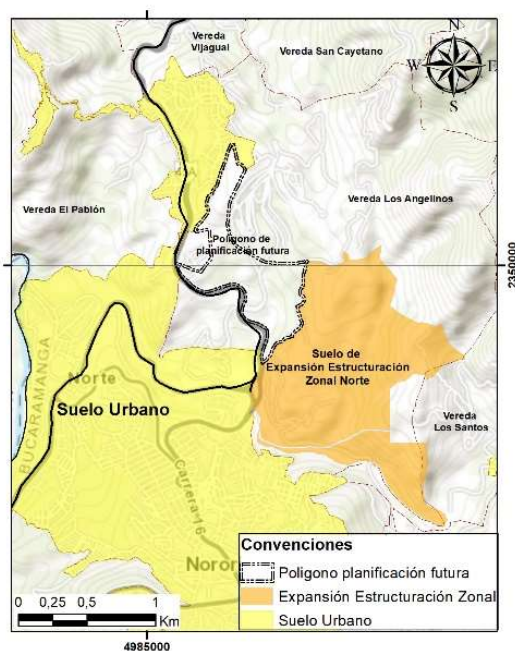 Vereda
Vijagual
Vereda San Cayetano
N
W
E
S
Vereda El Pablón
Vereda Los Angelinos
Polígono de
planificación futura
2350000
Suelo de
Expansión Estructuración
Zonal Norte
BUCARAMANGA
Norte
Suelo Urbano
Vereda
Los Santos
Carrera 16
Convenciones
Poligono planificación futura
Expansión Estructuración Zonal
Suelo Urbano
0 0,25 0,5 1
Km
4985000